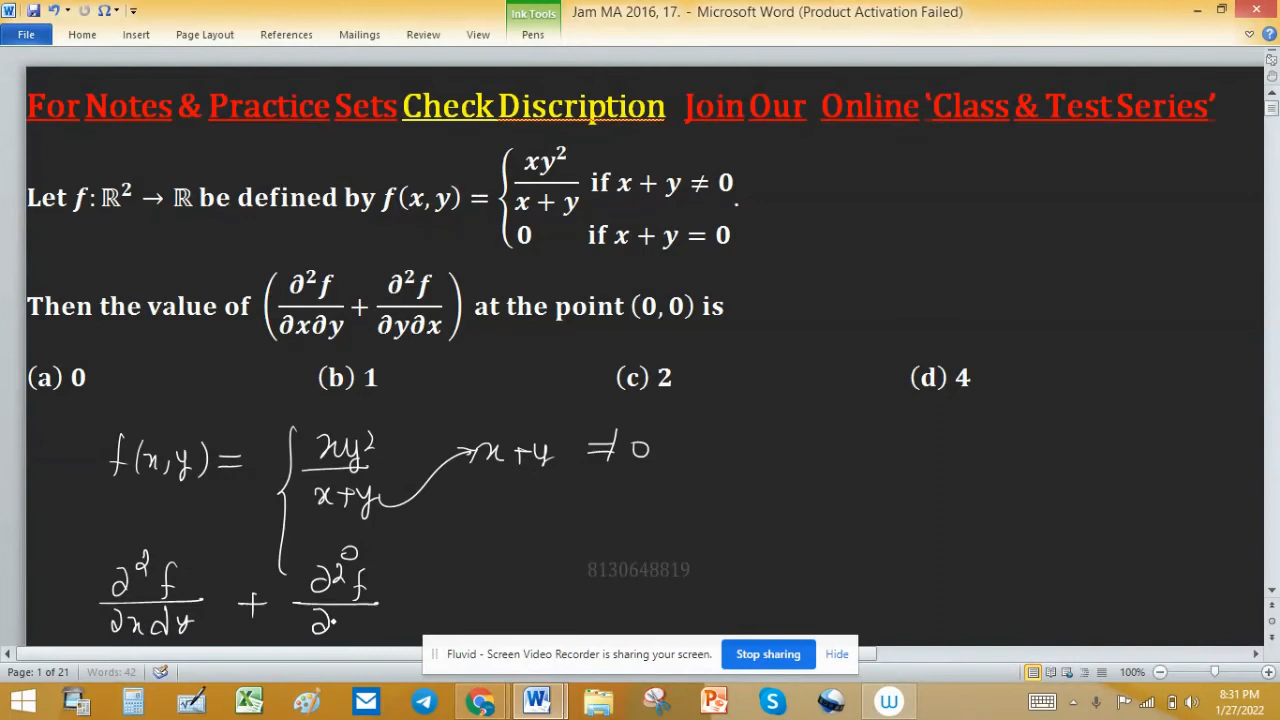 Jam MA 2016, 17. - Microsoft Word (Product Activation Failed)
Ink Tools
File Home Insert Page Layout References Mailings Review View Pens
For Notes & Practice Sets Check Discription Join Our Online ‘Class & Test Series’
Let f: ℝ² → ℝ be defined by f(x, y) = { xy²/(x + y) if x + y ≠ 0
0 if x + y = 0 .
Then the value of (∂²f/∂x∂y + ∂²f/∂y∂x) at the point (0, 0) is
(a) 0 (b) 1 (c) 2 (d) 4
f(x,y) = { xy²/x+y x+y ≠ 0
0
∂²f/∂x∂y + ∂²f/∂
8130648819
Fluvid - Screen Video Recorder is sharing your screen. Stop sharing Hide
Page: 1 of 21 Words: 42 100%
8:31 PM
1/27/2022